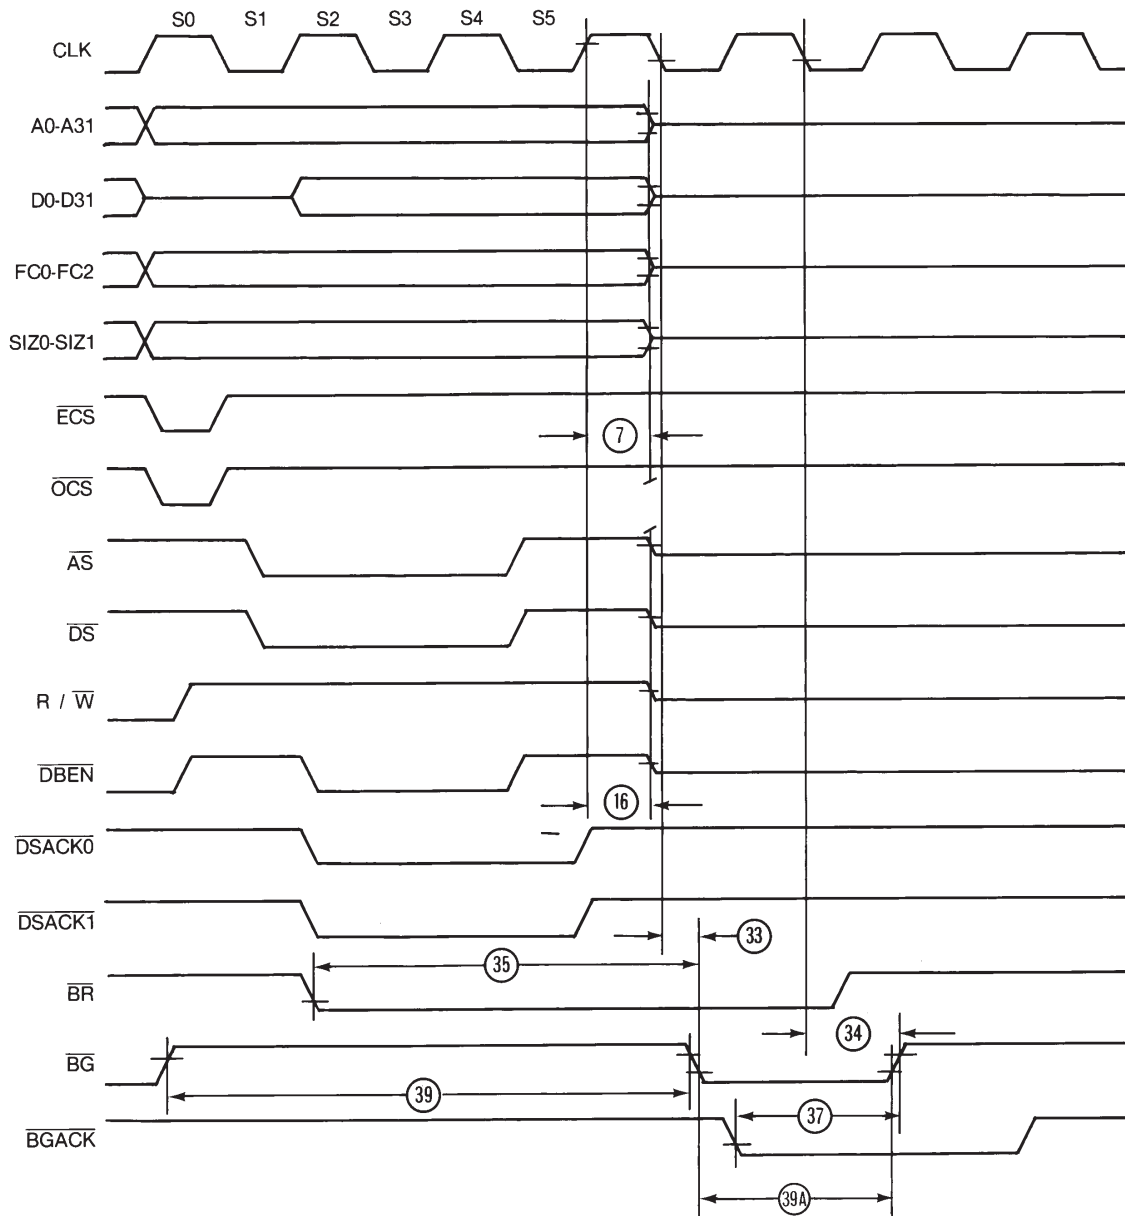 S0 S1 S2 S3 S4 S5
CLK
A0-A31
D0-D31
FC0-FC2
SIZ0-SIZ1
ECS
7
OCS
AS
DS
R / W
DBEN
16
DSACK0
DSACK1
33
35
BR
34
BG
39
37
BGACK
39A